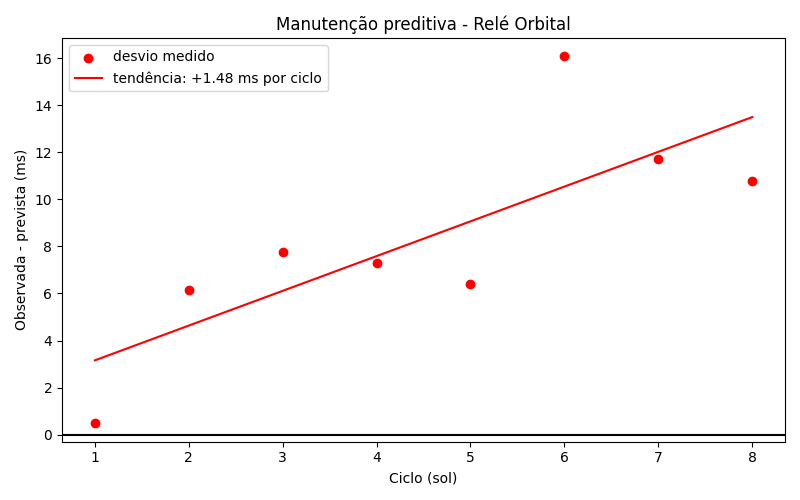 Manutenção preditiva - Relé Orbital
desvio medido
tendência: +1.48 ms por ciclo
Observada - prevista (ms)
16
14
12
10
8
6
4
2
0
1 2 3 4 5 6 7 8
Ciclo (sol)